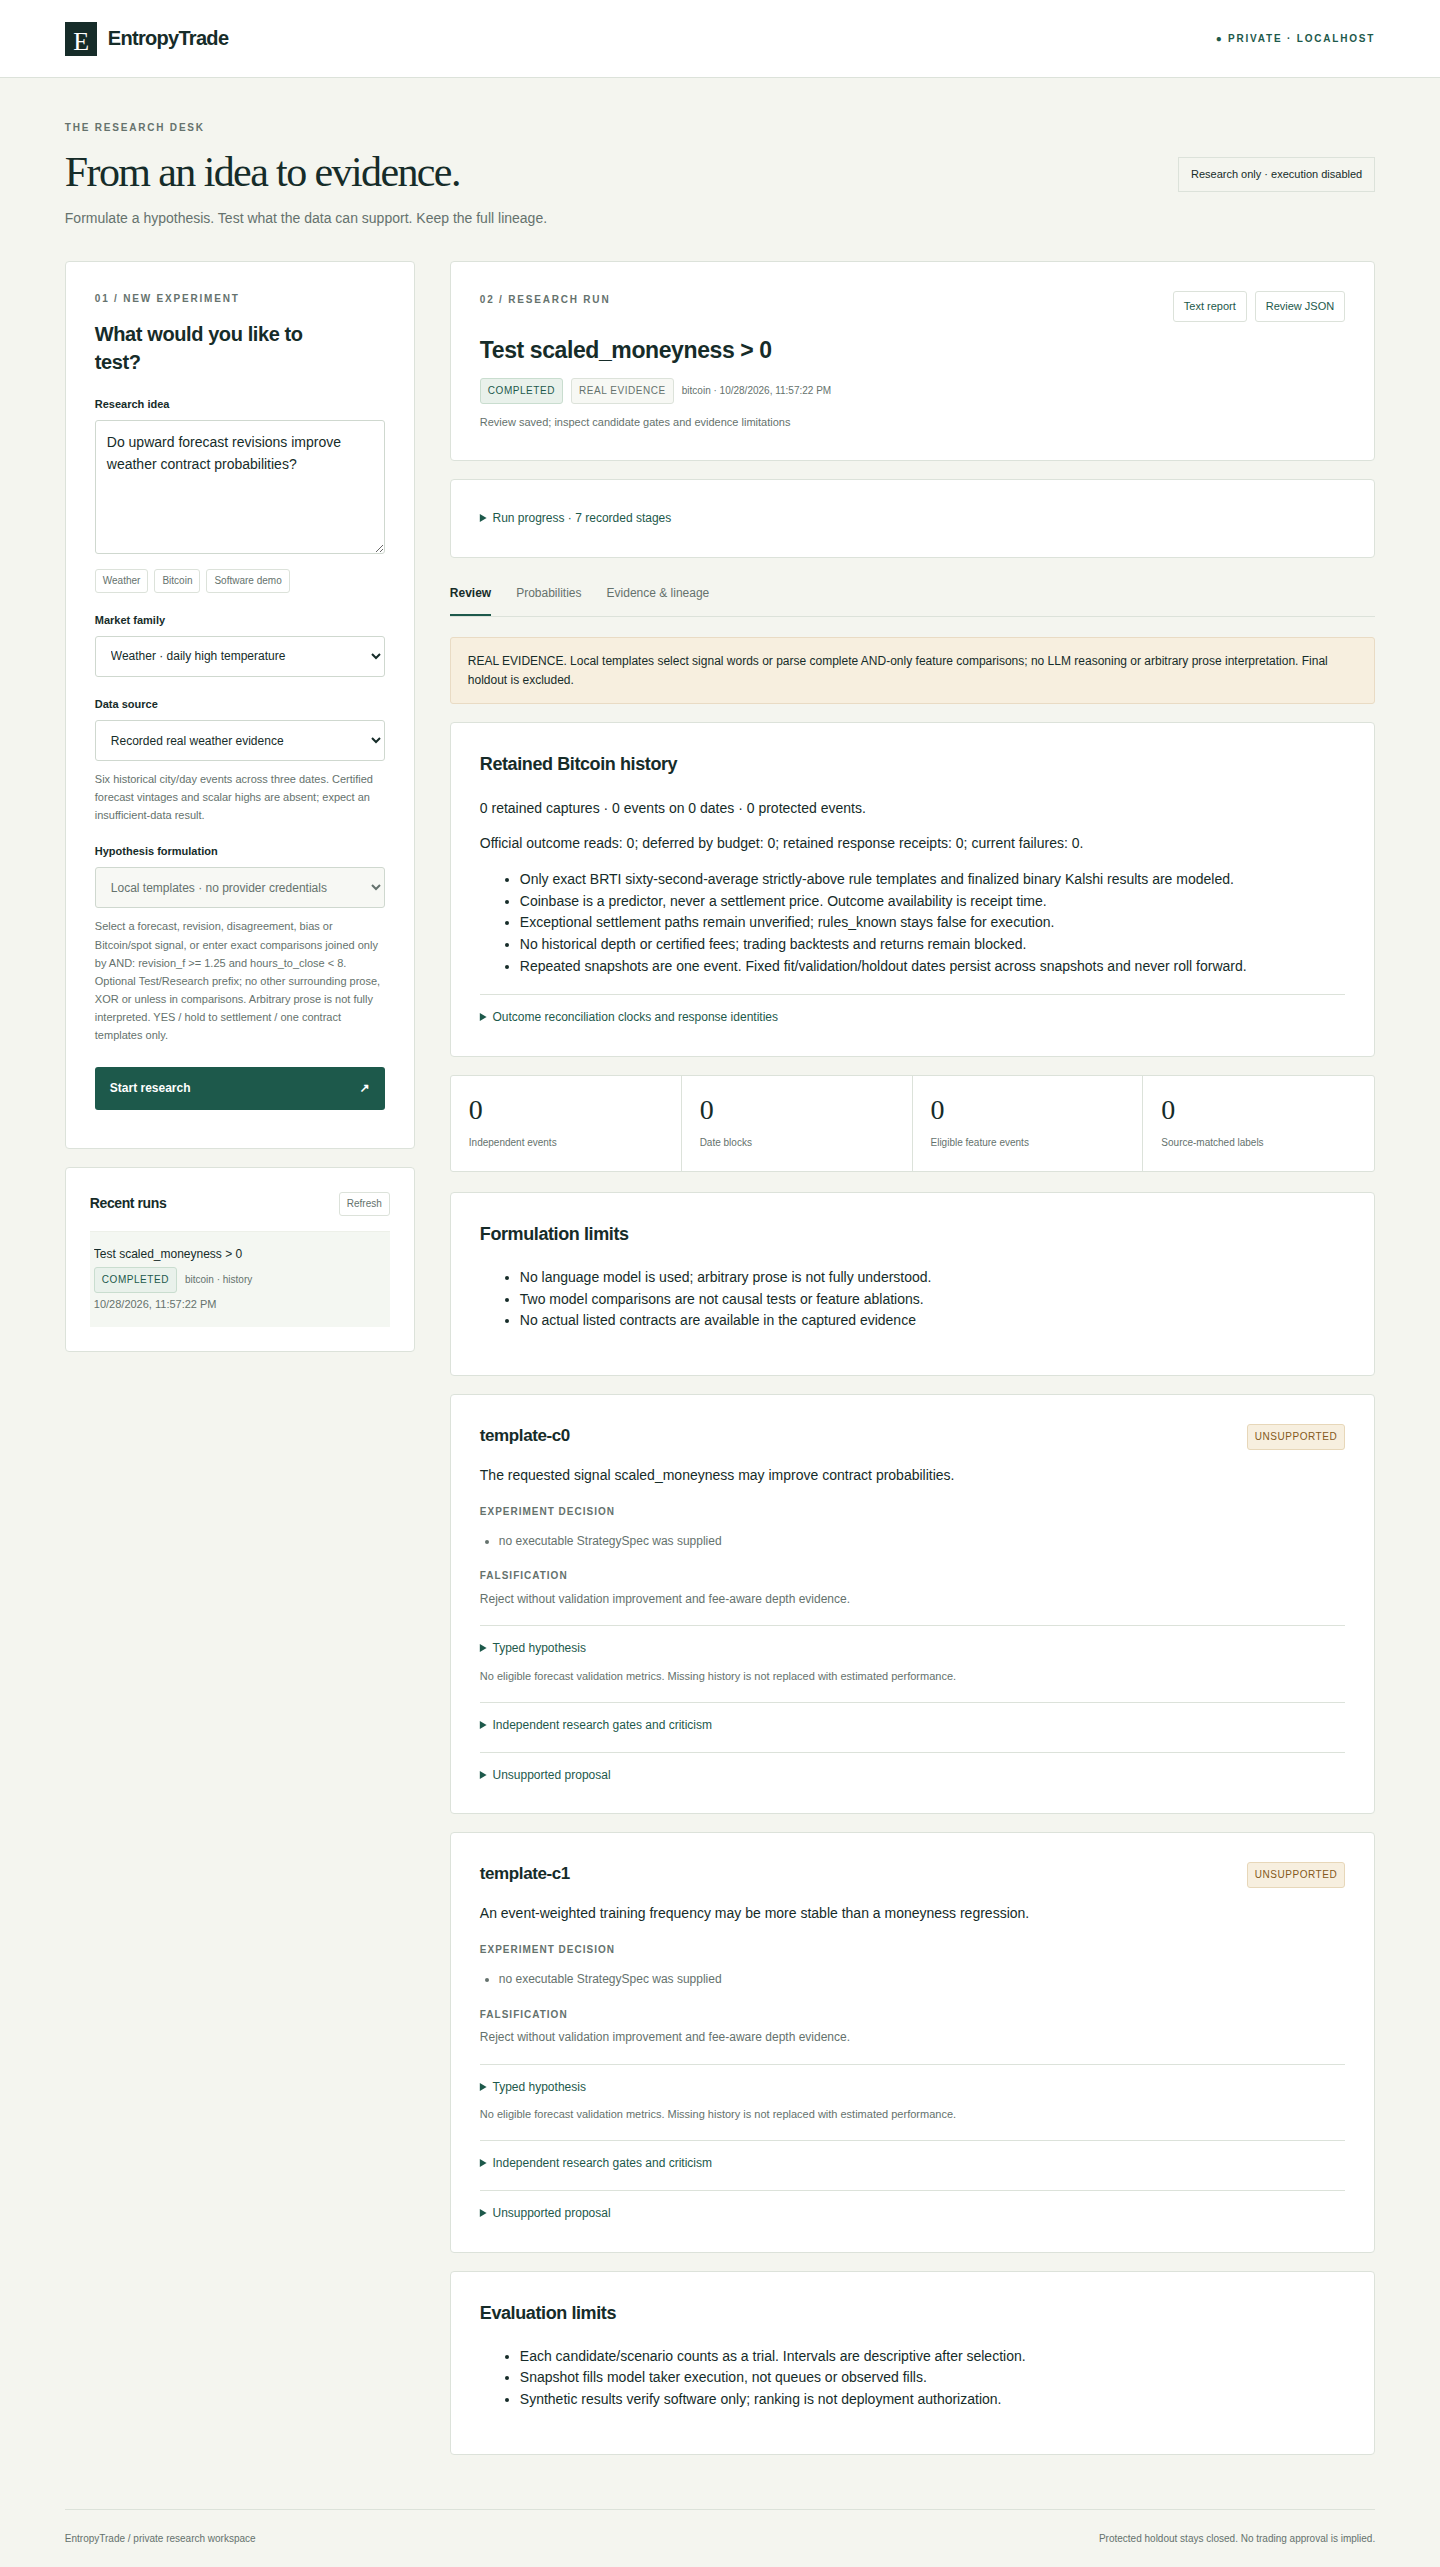 E EntropyTrade
● PRIVATE · LOCALHOST
THE RESEARCH DESK
From an idea to evidence.
Research only · execution disabled
Formulate a hypothesis. Test what the data can support. Keep the full lineage.
01 / NEW EXPERIMENT
What would you like to
test?
Research idea
Do upward forecast revisions improve
weather contract probabilities?
Weather Bitcoin Software demo
Market family
Weather · daily high temperature
Data source
Recorded real weather evidence
Six historical city/day events across three dates. Certified
forecast vintages and scalar highs are absent; expect an
insufficient-data result.
Hypothesis formulation
Local templates · no provider credentials
Select a forecast, revision, disagreement, bias or
Bitcoin/spot signal, or enter exact comparisons joined only
by AND: revision_f >= 1.25 and hours_to_close < 8.
Optional Test/Research prefix; no other surrounding prose,
XOR or unless in comparisons. Arbitrary prose is not fully
interpreted. YES / hold to settlement / one contract
templates only.
Start research ↗
Recent runs Refresh
Test scaled_moneyness > 0
COMPLETED bitcoin · history
10/28/2026, 11:57:22 PM
02 / RESEARCH RUN
Text report Review JSON
Test scaled_moneyness > 0
COMPLETED REAL EVIDENCE bitcoin · 10/28/2026, 11:57:22 PM
Review saved; inspect candidate gates and evidence limitations
▶ Run progress · 7 recorded stages
Review Probabilities Evidence & lineage
REAL EVIDENCE. Local templates select signal words or parse complete AND-only feature comparisons; no LLM reasoning or arbitrary prose interpretation. Final
holdout is excluded.
Retained Bitcoin history
0 retained captures · 0 events on 0 dates · 0 protected events.
Official outcome reads: 0; deferred by budget: 0; retained response receipts: 0; current failures: 0.
• Only exact BRTI sixty-second-average strictly-above rule templates and finalized binary Kalshi results are modeled.
• Coinbase is a predictor, never a settlement price. Outcome availability is receipt time.
• Exceptional settlement paths remain unverified; rules_known stays false for execution.
• No historical depth or certified fees; trading backtests and returns remain blocked.
• Repeated snapshots are one event. Fixed fit/validation/holdout dates persist across snapshots and never roll forward.
▶ Outcome reconciliation clocks and response identities
0 0 0 0
Independent events Date blocks Eligible feature events Source-matched labels
Formulation limits
• No language model is used; arbitrary prose is not fully understood.
• Two model comparisons are not causal tests or feature ablations.
• No actual listed contracts are available in the captured evidence
template-c0 UNSUPPORTED
The requested signal scaled_moneyness may improve contract probabilities.
EXPERIMENT DECISION
• no executable StrategySpec was supplied
FALSIFICATION
Reject without validation improvement and fee-aware depth evidence.
▶ Typed hypothesis
No eligible forecast validation metrics. Missing history is not replaced with estimated performance.
▶ Independent research gates and criticism
▶ Unsupported proposal
template-c1 UNSUPPORTED
An event-weighted training frequency may be more stable than a moneyness regression.
EXPERIMENT DECISION
• no executable StrategySpec was supplied
FALSIFICATION
Reject without validation improvement and fee-aware depth evidence.
▶ Typed hypothesis
No eligible forecast validation metrics. Missing history is not replaced with estimated performance.
▶ Independent research gates and criticism
▶ Unsupported proposal
Evaluation limits
• Each candidate/scenario counts as a trial. Intervals are descriptive after selection.
• Snapshot fills model taker execution, not queues or observed fills.
• Synthetic results verify software only; ranking is not deployment authorization.
EntropyTrade / private research workspace
Protected holdout stays closed. No trading approval is implied.